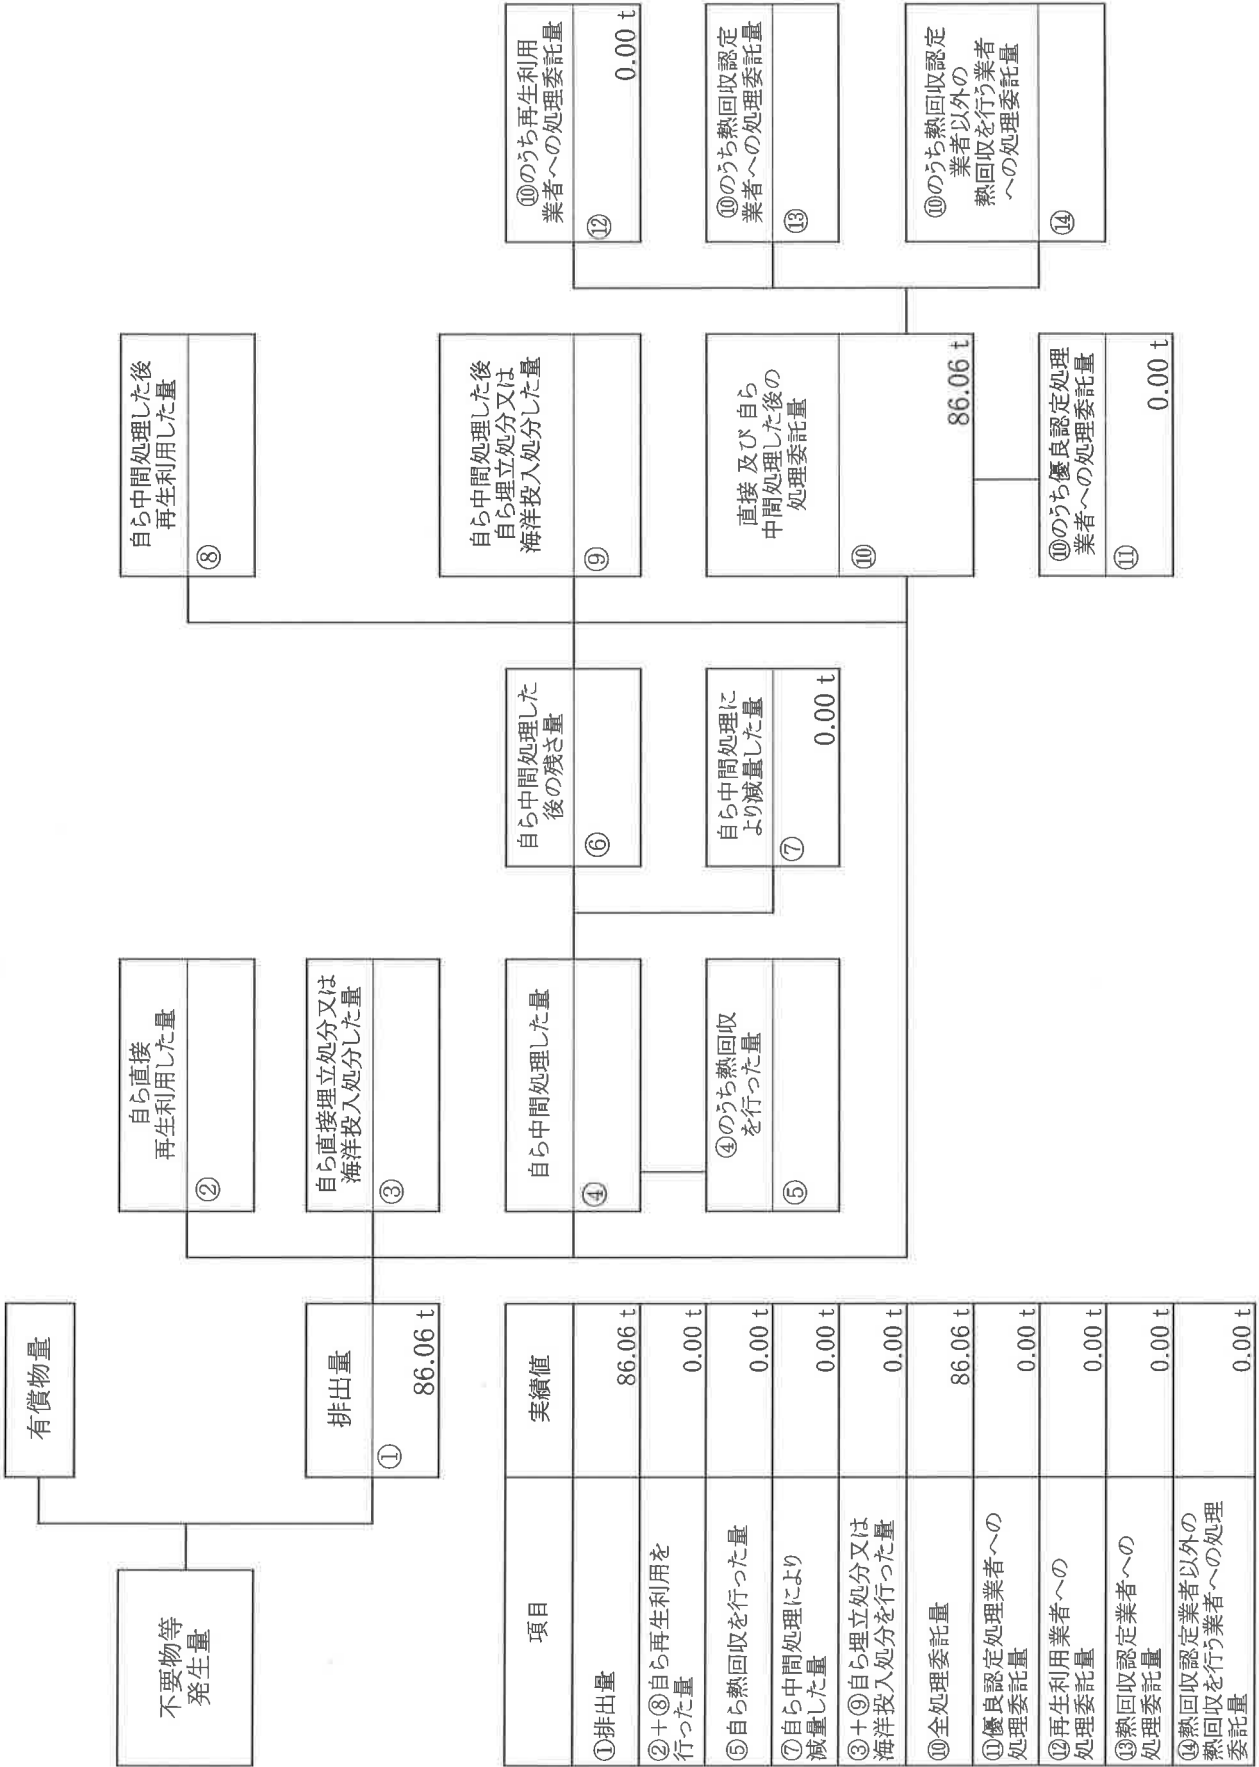 不要物等
発生量
有償物量
排出量
①
86.06 t
自ら直接
再生利用した量
②
自ら直接埋立処分又は
海洋投入処分した量
③
自ら中間処理した量
④
④のうち熱回収
を行った量
⑤
自ら中間処理した
後の残さ量
⑥
自ら中間処理に
より減量した量
⑦
0.00 t
自ら中間処理した後
再生利用した量
⑧
自ら中間処理した後
自ら埋立処分又は
海洋投入処分した量
⑨
直接 及び 自ら
中間処理した後の
処理委託量
⑩
86.06 t
⑩のうち優良認定処理
業者への処理委託量
⑪
0.00 t
⑩のうち再生利用
業者への処理委託量
⑫
0.00 t
⑩のうち熱回収認定
業者への処理委託量
⑬
⑩のうち熱回収認定
業者以外の
熱回収を行う業者
への処理委託量
⑭
項目
実績値
①排出量
86.06 t
②+⑧自ら再生利用を
行った量
0.00 t
⑤自ら熱回収を行った量
0.00 t
⑦自ら中間処理により
減量した量
0.00 t
③+⑨自ら埋立処分又は
海洋投入処分を行った量
0.00 t
⑩全処理委託量
86.06 t
⑪優良認定処理業者への
処理委託量
0.00 t
⑫再生利用業者への
処理委託量
0.00 t
⑬熱回収認定業者への
処理委託量
0.00 t
⑭熱回収認定業者以外の
熱回収を行う業者への処理
委託量
0.00 t